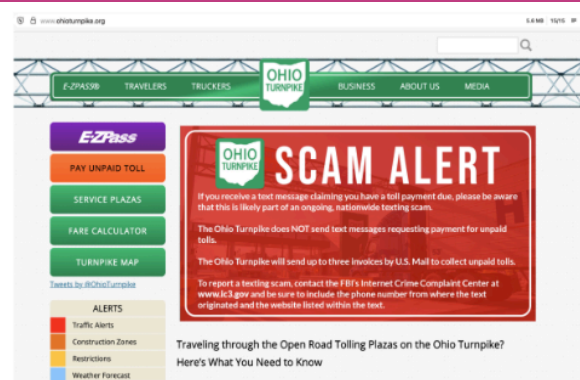 www.ohioturnpike.org
5.8 MB 15/15
E-ZPASS® TRAVELERS TRUCKERS OHIO TURNPIKE BUSINESS ABOUT US MEDIA
E-ZPass
PAY UNPAID TOLL
SERVICE PLAZAS
FARE CALCULATOR
TURNPIKE MAP
Tweets by @OhioTurnpike
ALERTS
Traffic Alerts
Construction Zones
Restrictions
Weather Forecast
OHIO TURNPIKE
SCAM ALERT
If you receive a text message claiming you have a toll payment due, please be aware
that this is likely part of an ongoing, nationwide texting scam.
The Ohio Turnpike does NOT send text messages requesting payment for unpaid
tolls.
The Ohio Turnpike will send up to three invoices by U.S. Mail to collect unpaid tolls.
To report a texting scam, contact the FBI's Internet Crime Complaint Center at
www.ic3.gov and be sure to include the phone number from where the text
originated and the website listed within the text.
Traveling through the Open Road Tolling Plazas on the Ohio Turnpike?
Here's What You Need to Know